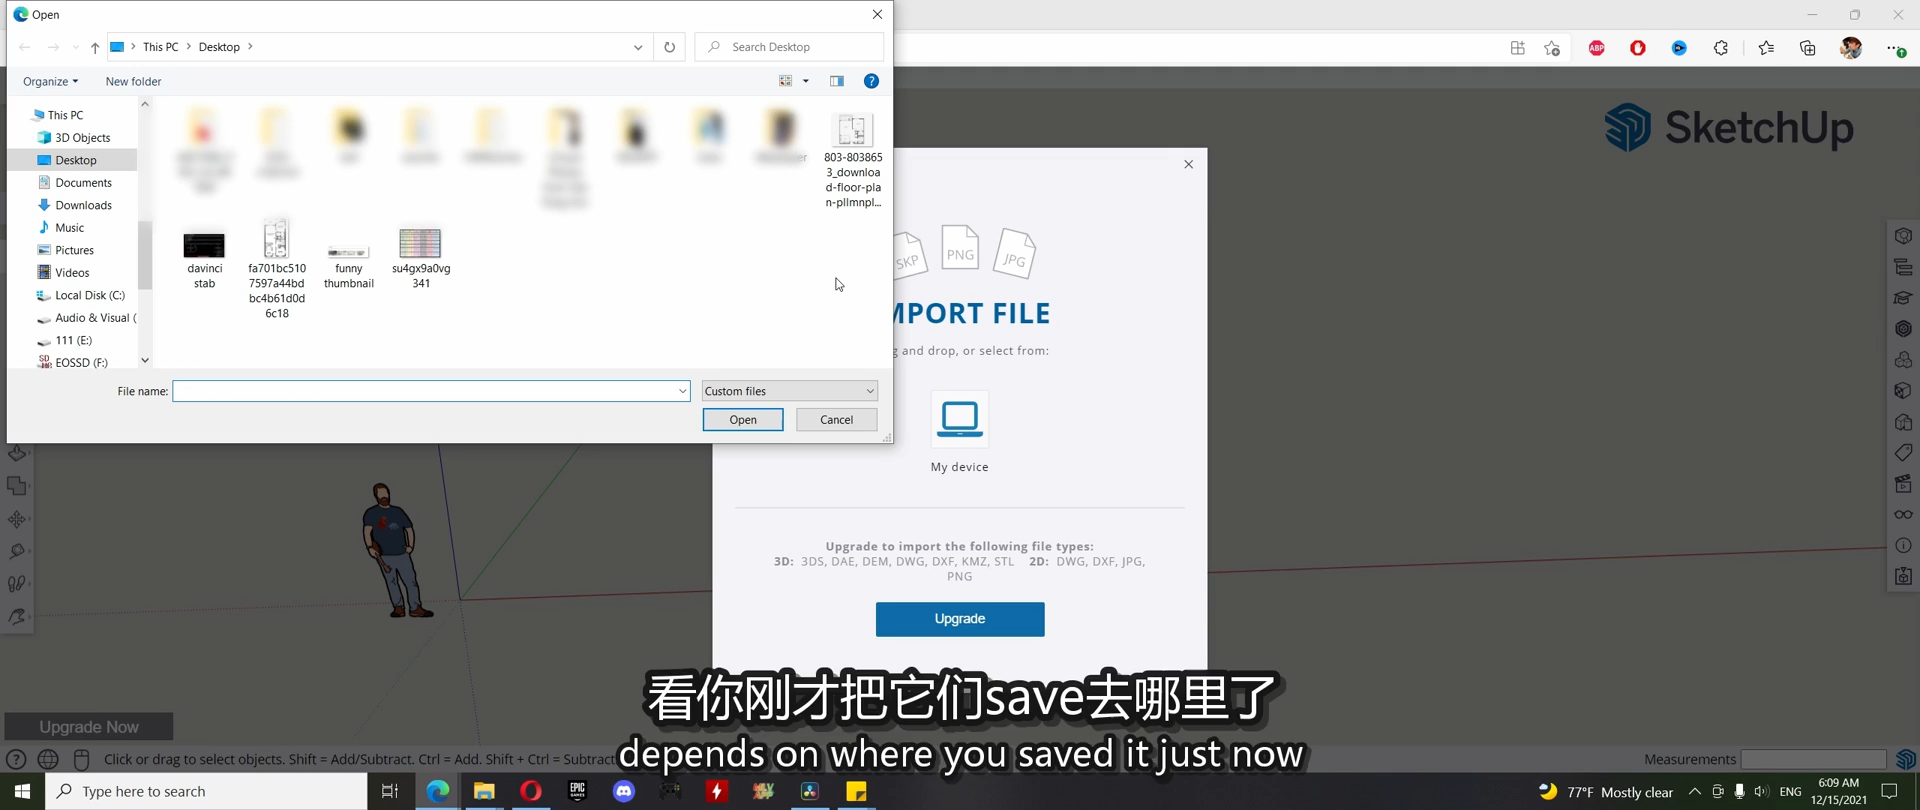 Open
This PC
Desktop
Search Desktop
Organize
New folder
This PC
3D Objects
Desktop
Documents
Downloads
Music
Pictures
Videos
Local Disk (C:)
Audio & Visual (
111 (E:)
EOSSD (F:)
803-803865
3_downloa
d-floor-pla
n-pllmnpl...
davinci
stab
fa701bc510
7597a44bd
bc4b61d0d
6c18
funny
thumbnail
su4gx9a0vg
341
File name:
Custom files
Open
Cancel
ABP
SketchUp
SKP
PNG
JPG
MPORT FILE
g and drop, or select from:
My device
Upgrade to import the following file types:
3D: 3DS, DAE, DEM, DWG, DXF, KMZ, STL 2D: DWG, DXF, JPG,
PNG
Upgrade
看你刚才把它们save去哪里了
depends on where you saved it just now
Upgrade Now
Click or drag to select objects. Shift = Add/Subtract. Ctrl = Add. Shift + Ctrl = Subtract
Measurements
Type here to search
EPIC
GAMES
77°F Mostly clear
ENG
6:09 AM
12/15/2021